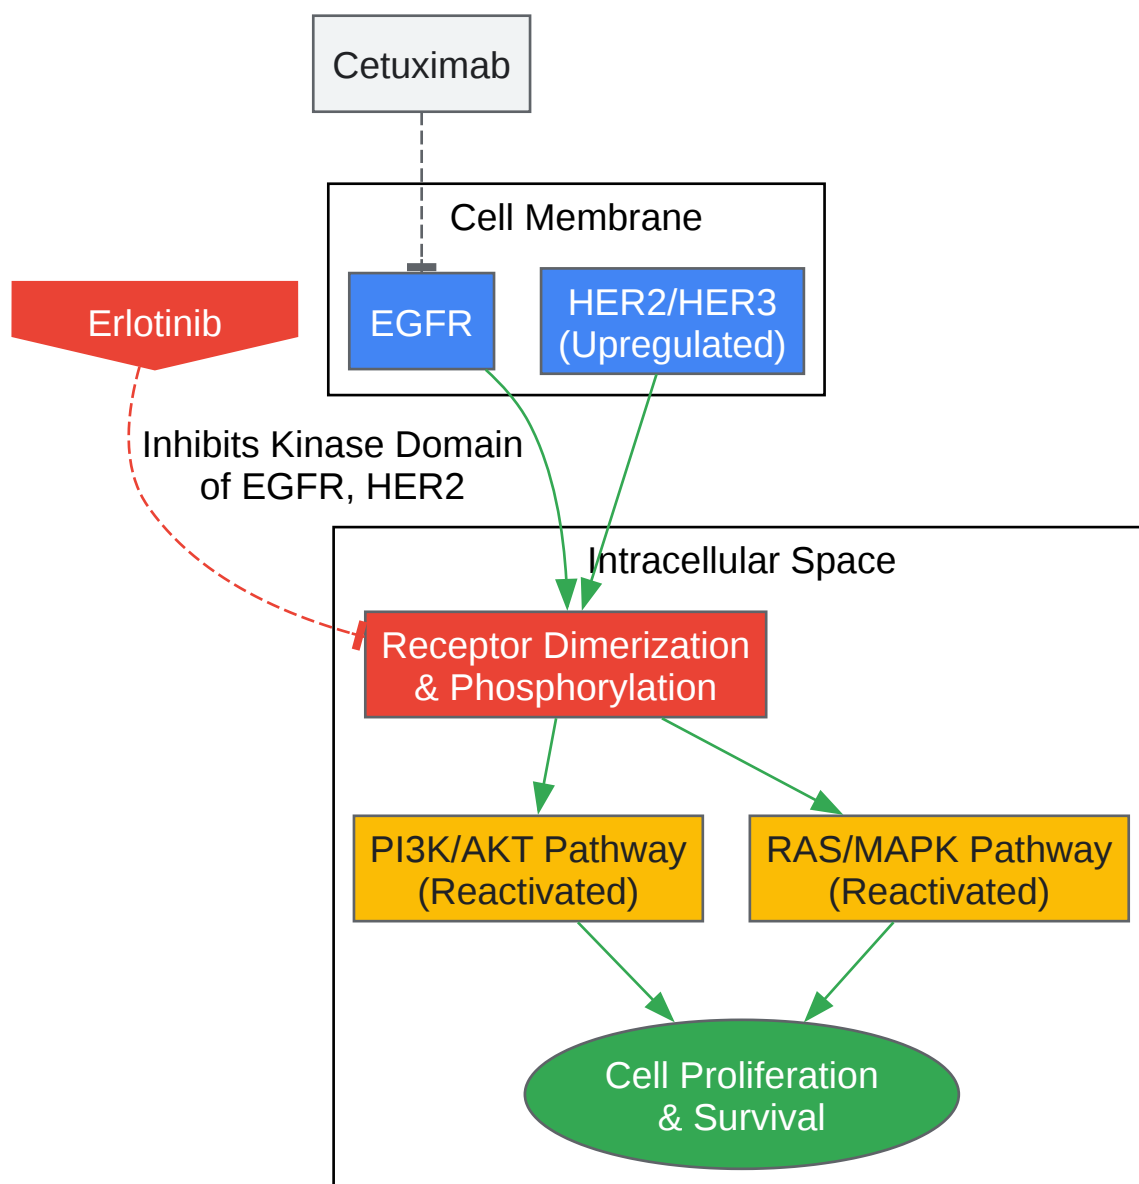 Cetuximab
Cell Membrane
EGFR
HER2/HER3
(Upregulated)
Erlotinib
Inhibits Kinase Domain
of EGFR, HER2
Intracellular Space
Receptor Dimerization
& Phosphorylation
PI3K/AKT Pathway
(Reactivated)
RAS/MAPK Pathway
(Reactivated)
Cell Proliferation
& Survival